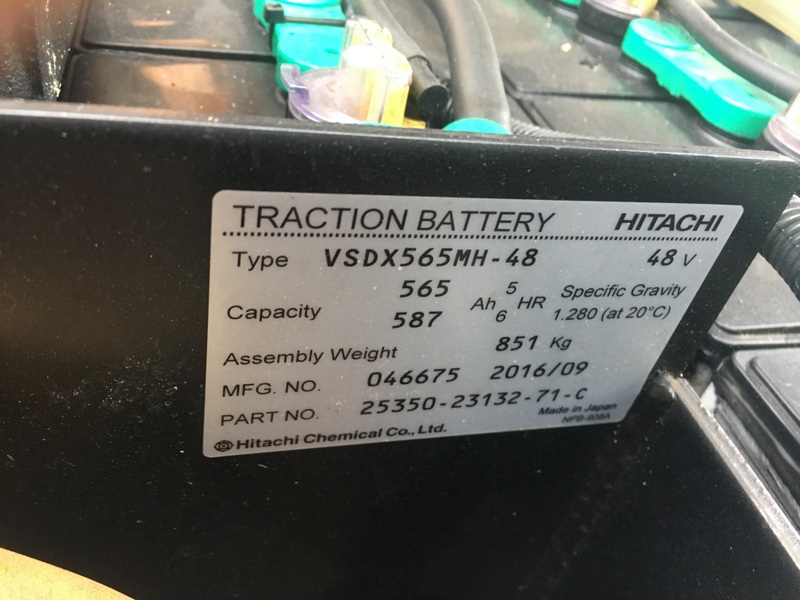 TRACTION BATTERY HITACHI
Type VSDX565MH-48 48 V
Capacity 565 Ah 5 HR Specific Gravity
587 6 1.280 (at 20°C)
Assembly Weight 851 Kg
MFG. NO. 046675 2016/09
PART NO. 25350-23132-71-C
Made in Japan
Hitachi Chemical Co., Ltd. NPB-908A